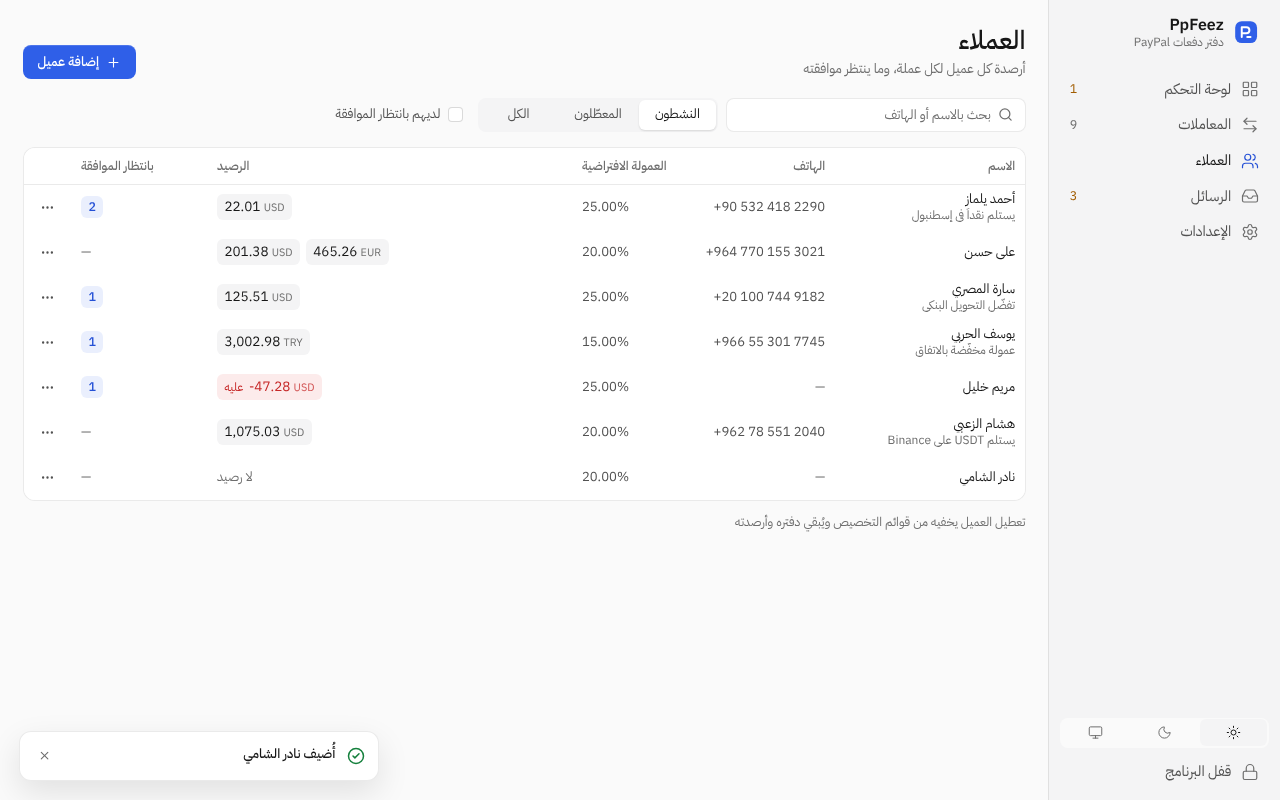 PpFeez
دفتر دفعات PayPal
لوحة التحكم 1
المعاملات 9
العملاء
الرسائل 3
الإعدادات
قفل البرنامج
العملاء
أرصدة كل عميل لكل عملة، وما ينتظر موافقته
إضافة عميل
بحث بالاسم أو الهاتف
النشطون المعطّلون الكل
لديهم بانتظار الموافقة
الاسم الهاتف العمولة الافتراضية الرصيد بانتظار الموافقة
أحمد يلماز +90 532 418 2290 25.00% 22.01 USD 2
يستلم نقداً في إسطنبول
علي حسن +964 770 155 3021 20.00% 465.26 EUR 201.38 USD —
سارة المصري +20 100 744 9182 25.00% 125.51 USD 1
تفضّل التحويل البنكي
يوسف الحربي +966 55 301 7745 15.00% 3,002.98 TRY 1
عمولة مخفّضة بالاتفاق
مريم خليل — 25.00% -47.28 USD عليه 1
هشام الزعبي +962 78 551 2040 20.00% 1,075.03 USD —
يستلم USDT على Binance
نادر الشامي — 20.00% لا رصيد —
تعطيل العميل يخفيه من قوائم التخصيص ويُبقي دفتره وأرصدته
أُضيف نادر الشامي